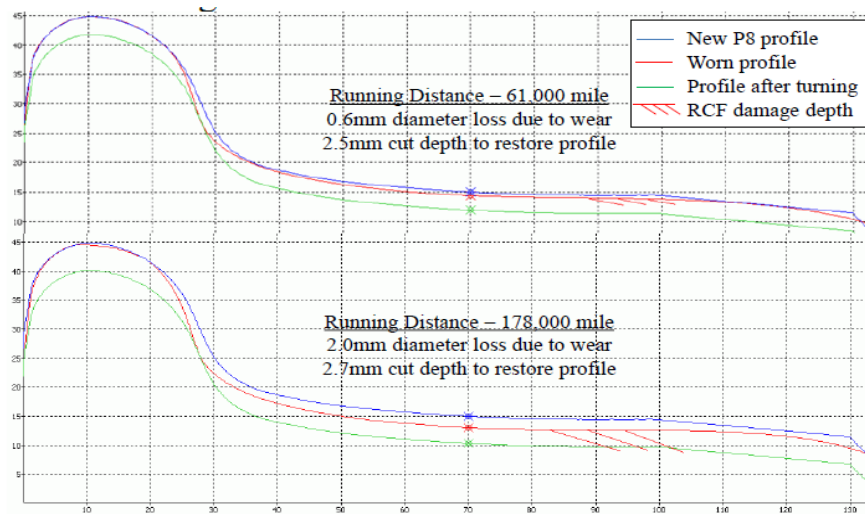 New P8 profile
Worn profile
Profile after turning
RCF damage depth
45
40
35
30
25
20
15
10
Running Distance – 61,000 mile
0.6mm diameter loss due to wear
2.5mm cut depth to restore profile
45
40
35
30
25
20
15
10
5
Running Distance – 178,000 mile
2.0mm diameter loss due to wear
2.7mm cut depth to restore profile
10 20 30 40 50 60 70 80 90 100 110 120 130